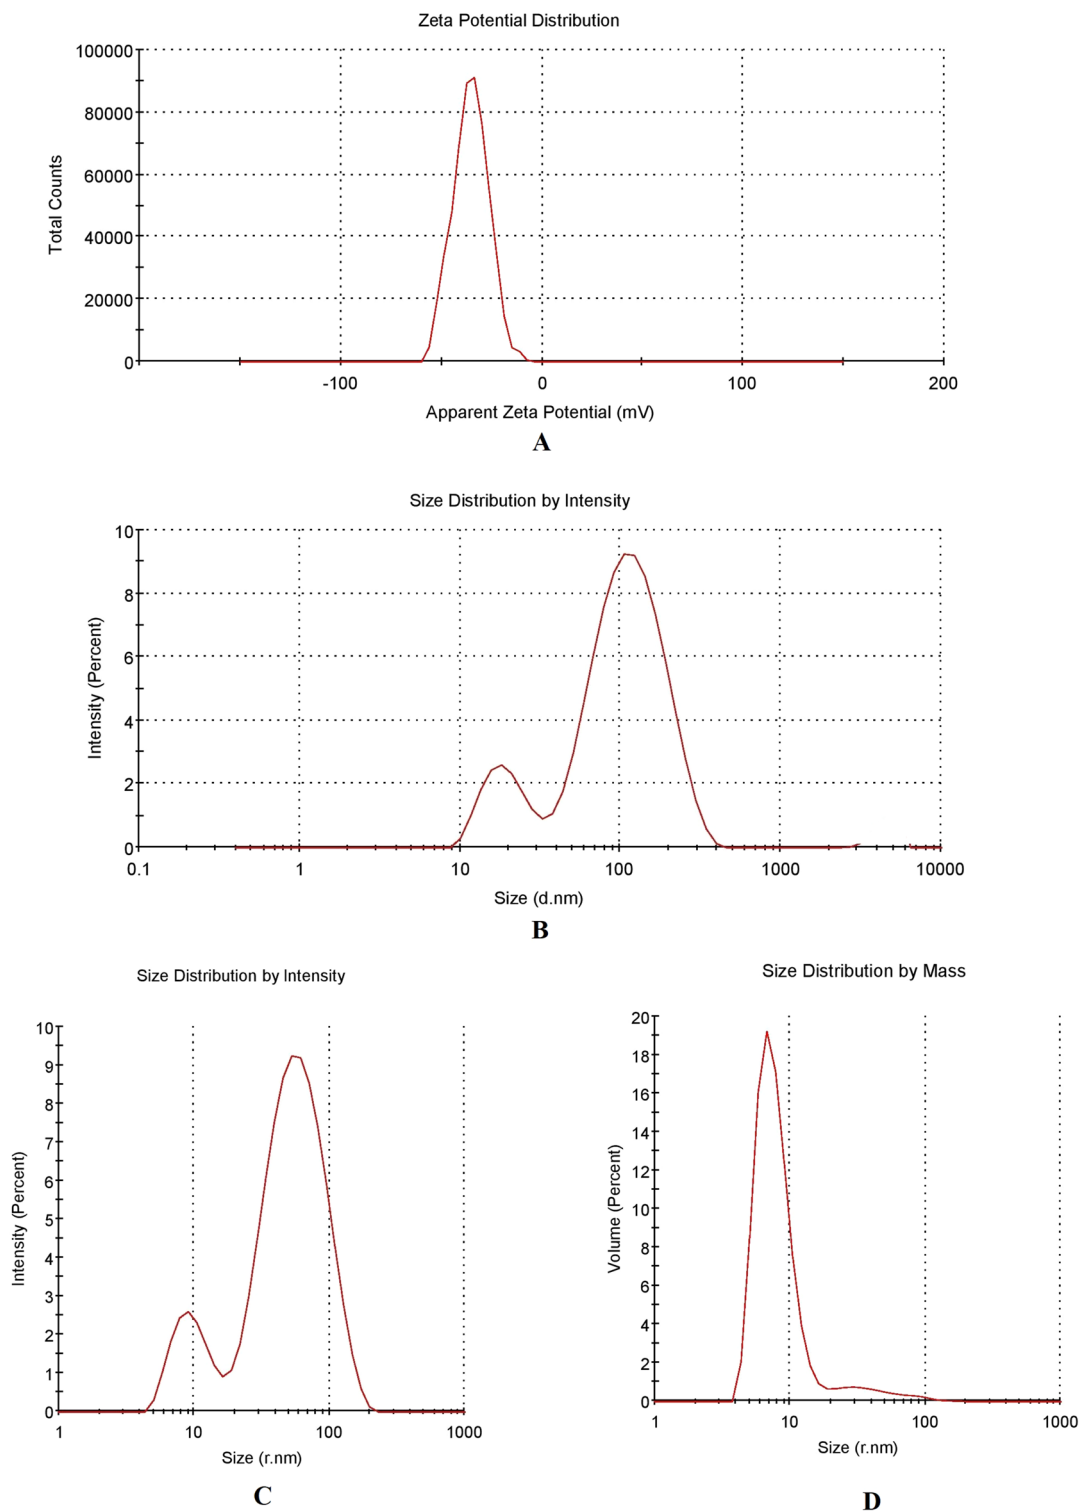 Zeta Potential Distribution
100000
80000
60000
40000
20000
0
Total Counts
-100 0 100 200
Apparent Zeta Potential (mV)
A
Size Distribution by Intensity
10
8
6
4
2
0
Intensity (Percent)
0.1 1 10 100 1000 10000
Size (d.nm)
B
Size Distribution by Intensity
10
9
8
7
6
5
4
3
2
1
0
Intensity (Percent)
1 10 100 1000
Size (r.nm)
C
Size Distribution by Mass
20
18
16
14
12
10
8
6
4
2
0
Volume (Percent)
1 10 100 1000
Size (r.nm)
D